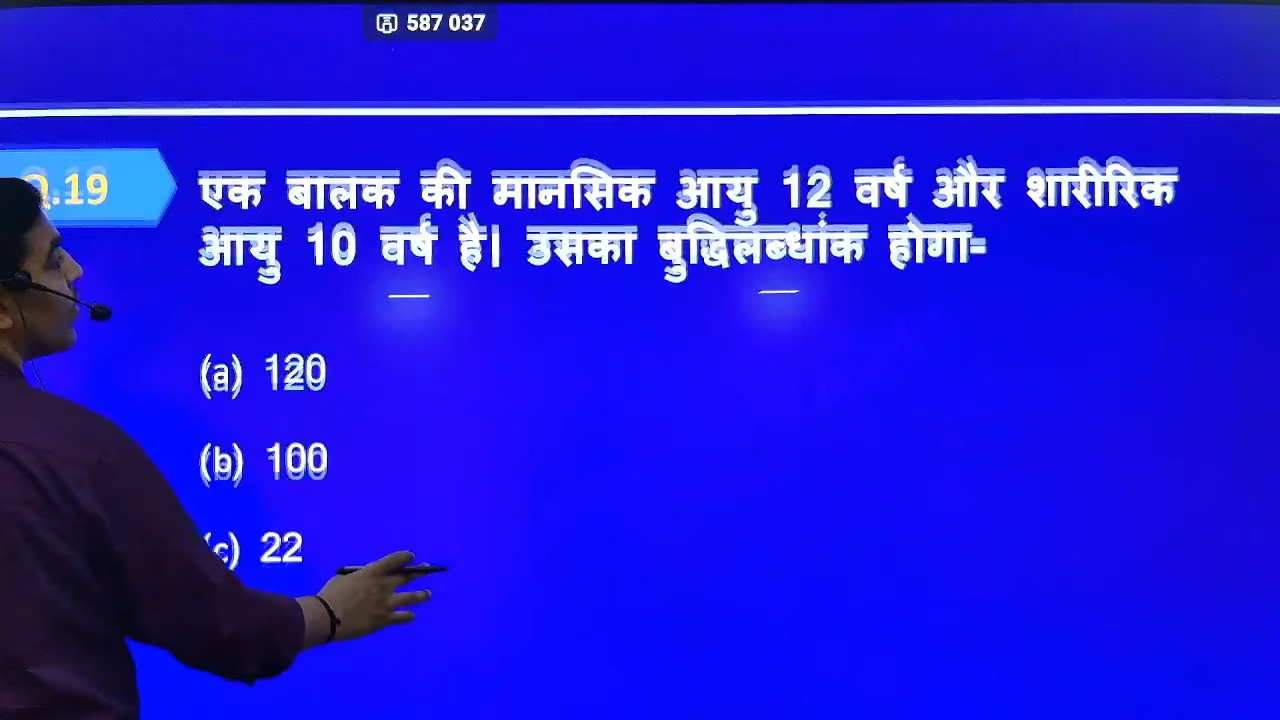 587 037
Q.19
एक बालक की मानसिक आयु 12 वर्ष और शारीरिक
आयु 10 वर्ष है। उसका बुद्धिलब्धांक होगा-
(a) 120
(b) 100
(c) 22